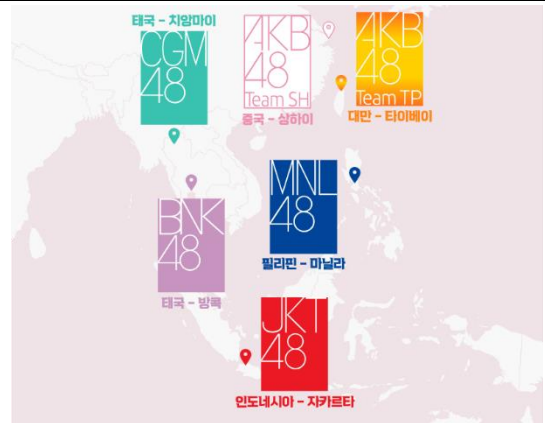 태국 - 치앙마이
CGM
48
AKB
48
Team SH
중국 - 상하이
AKB
48
Team TP
대만 - 타이베이
MNL
48
필리핀 - 마닐라
BNK
48
태국 - 방콕
JKT
48
인도네시아 - 자카르타